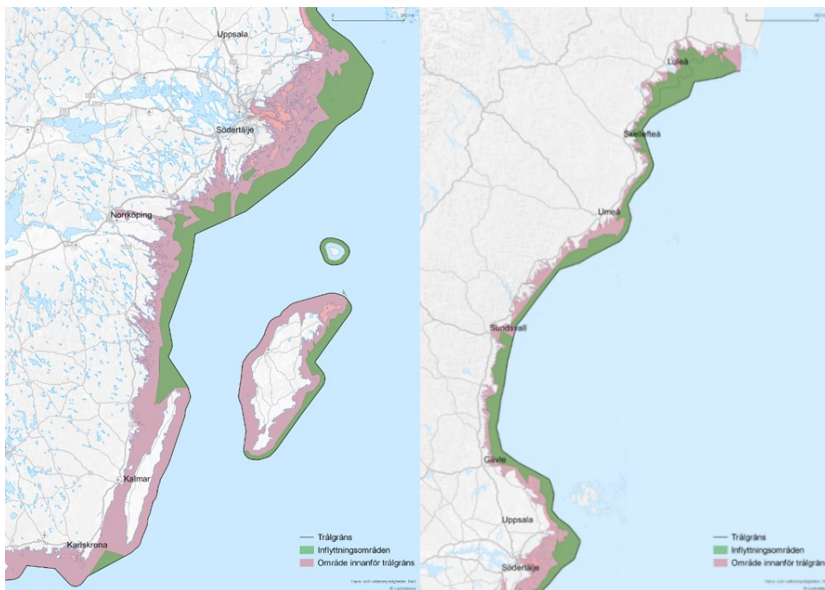 Uppsala
Södertälje
Norrköping
Kalmar
Karlskrona
Trålgräns
Inflyttningsområden
Område innanför trålgräns
Luleå
Skellefteå
Umeå
Sundsvall
Gävle
Uppsala
Södertälje
Trålgräns
Inflyttningsområden
Område innanför trålgräns